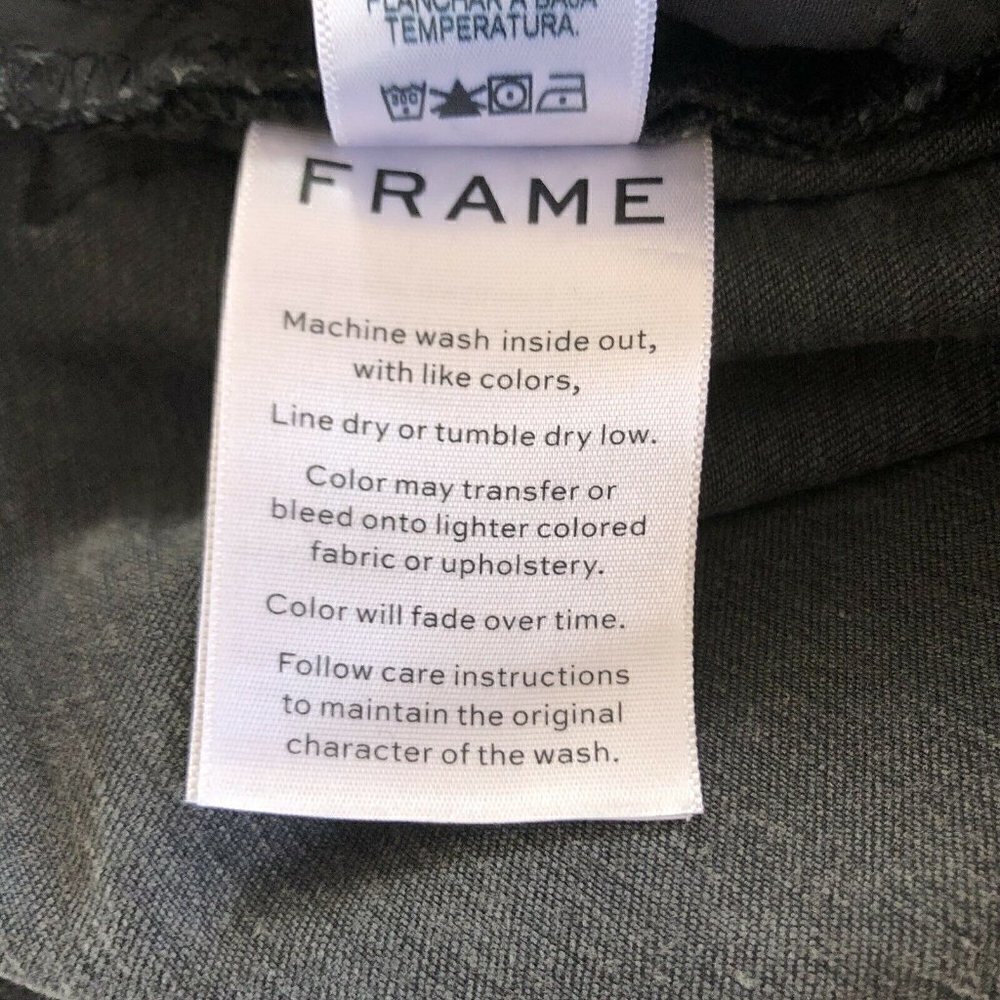 PLANCHAR A BAJA
TEMPERATURA.
FRAME
Machine wash inside out,
with like colors,
Line dry or tumble dry low.
Color may transfer or
bleed onto lighter colored
fabric or upholstery.
Color will fade over time.
Follow care instructions
to maintain the original
character of the wash.